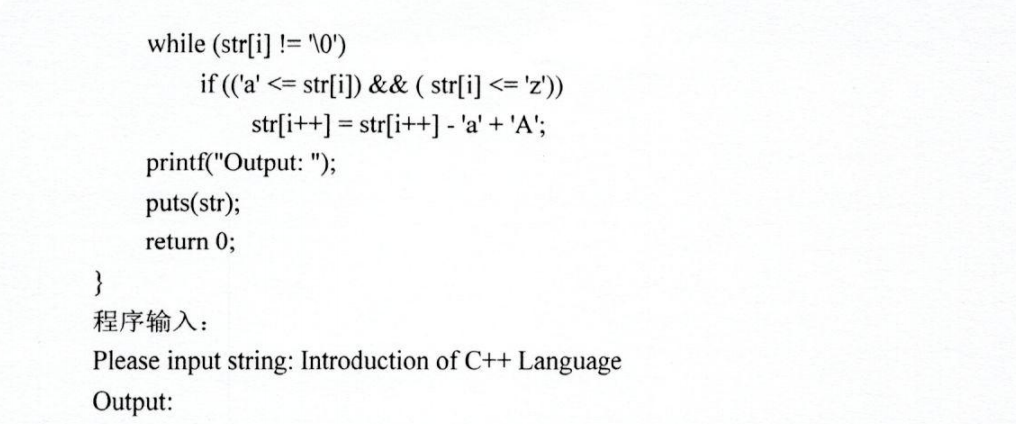 while (str[i] != '\0')
if (('a' <= str[i]) && ( str[i] <= 'z'))
str[i++] = str[i++] - 'a' + 'A';
printf("Output: ");
puts(str);
return 0;
}
程序输入：
Please input string: Introduction of C++ Language
Output: